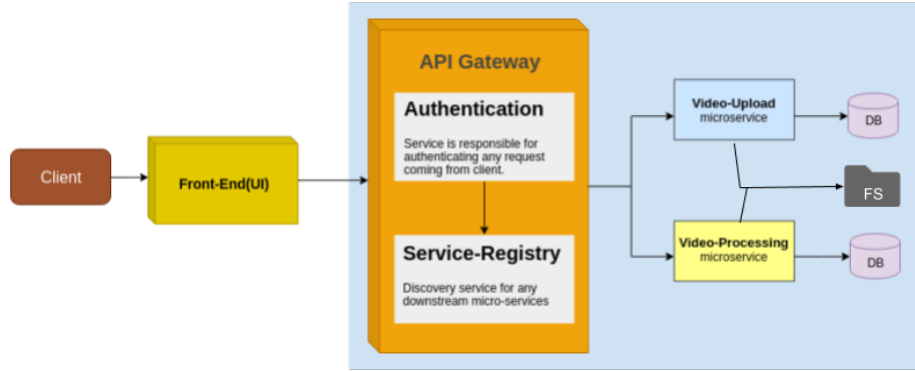 Client
Front-End(UI)
API Gateway
Authentication
Service is responsible for
authenticating any request
coming from client.
Service-Registry
Discovery service for any
downstream micro-services
Video-Upload
microservice
DB
FS
Video-Processing
microservice
DB